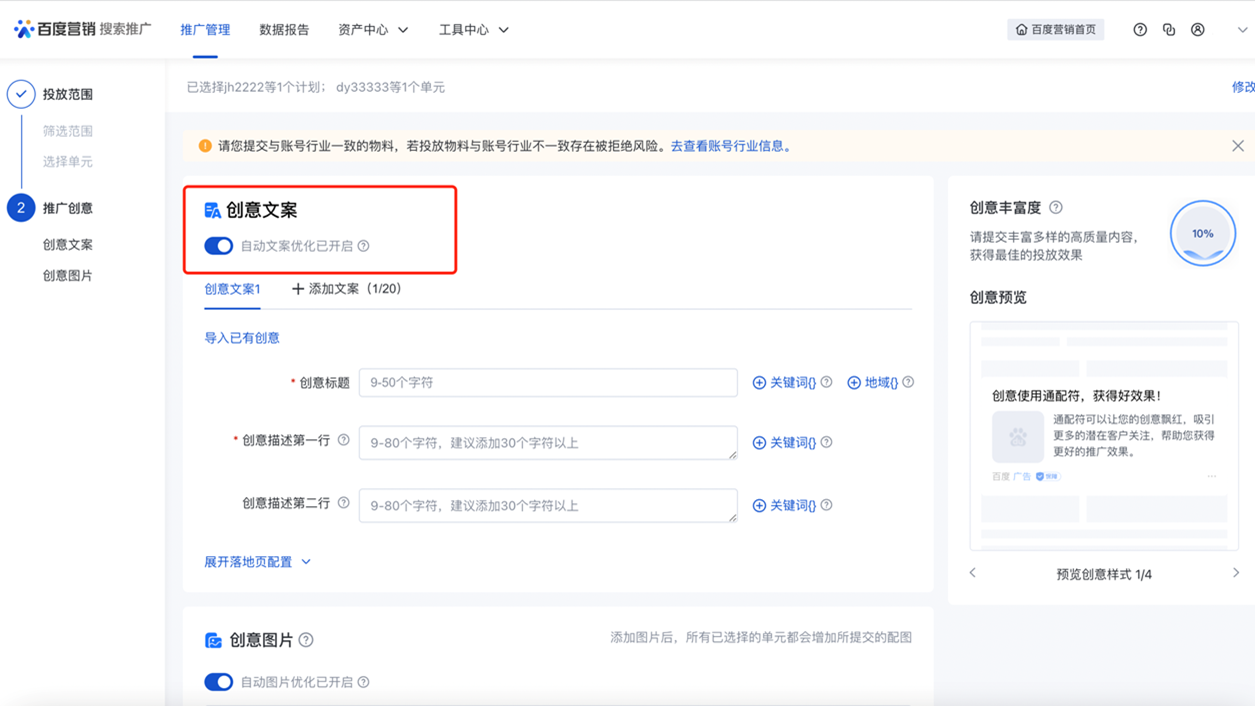 百度营销 搜索推广
推广管理
数据报告
资产中心
工具中心
百度营销首页
投放范围
筛选范围
选择单元
2 推广创意
创意文案
创意图片
已选择jh2222等1个计划； dy33333等1个单元
修改
请您提交与账号行业一致的物料，若投放物料与账号行业不一致存在被拒绝风险。去查看账号行业信息。
创意文案
自动文案优化已开启
创意文案1
添加文案（1/20）
导入已有创意
* 创意标题
9-50个字符
关键词{}
地域{}
* 创意描述第一行
9-80个字符，建议添加30个字符以上
关键词{}
创意描述第二行
9-80个字符，建议添加30个字符以上
关键词{}
展开落地页配置
创意图片
添加图片后，所有已选择的单元都会增加所提交的配图
自动图片优化已开启
创意丰富度
请提交丰富多样的高质量内容，
获得最佳的投放效果
10%
创意预览
创意使用通配符，获得好效果！
通配符可以让您的创意飘红，吸引
更多的潜在客户关注，帮助您获得
更好的推广效果。
百度 广告
预览创意样式 1/4